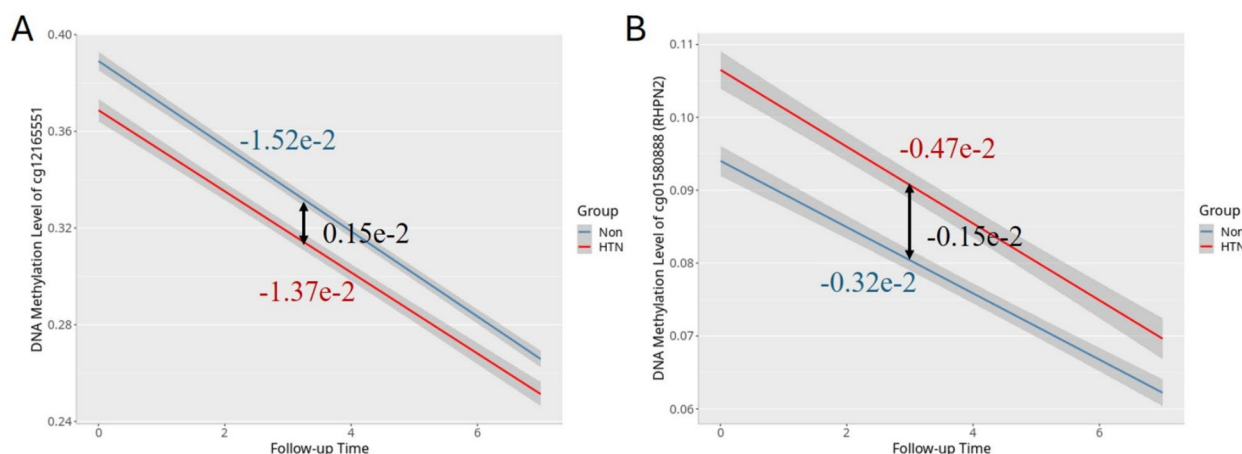 A
DNA Methylation Level of cg12165551
0.40
0.36
0.32
0.28
0.24
-1.52e-2
0.15e-2
-1.37e-2
0
2
4
6
Follow-up Time
Group
Non
HTN
B
DNA Methylation Level of cg01580888 (RHPN2)
0.11
0.10
0.09
0.08
0.07
0.06
-0.47e-2
-0.15e-2
-0.32e-2
0
2
4
6
Follow-up Time
Group
Non
HTN